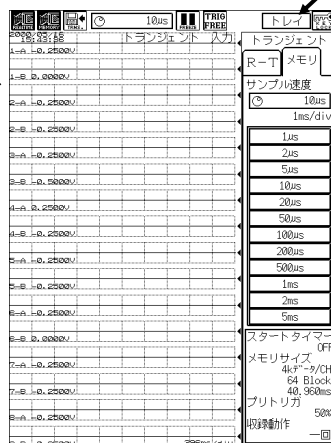 10μs TRIG FREE トレイ
トランジェント 入力
1-A -0.2500V
1-B 0.0000V
2-A -0.2500V
2-B -0.2500V
3-A -0.2500V
3-B -0.5000V
4-A 0.2500V
4-B -0.2500V
5-A -0.2500V
5-B -0.2500V
6-A -0.2500V
6-B 0.0000V
7-A -0.2500V
7-B -0.2500V
8-A -0.2500V
トランジェント
R-T メモリ
サンプル速度
10μs
1ms/div
1μs
2μs
5μs
10μs
20μs
50μs
100μs
200μs
500μs
1ms
2ms
5ms
スタートタイマー
OFF
メモリサイズ
4kデータ/CH
64 Block
40.960ms
プリトリガ
50%
収録動作